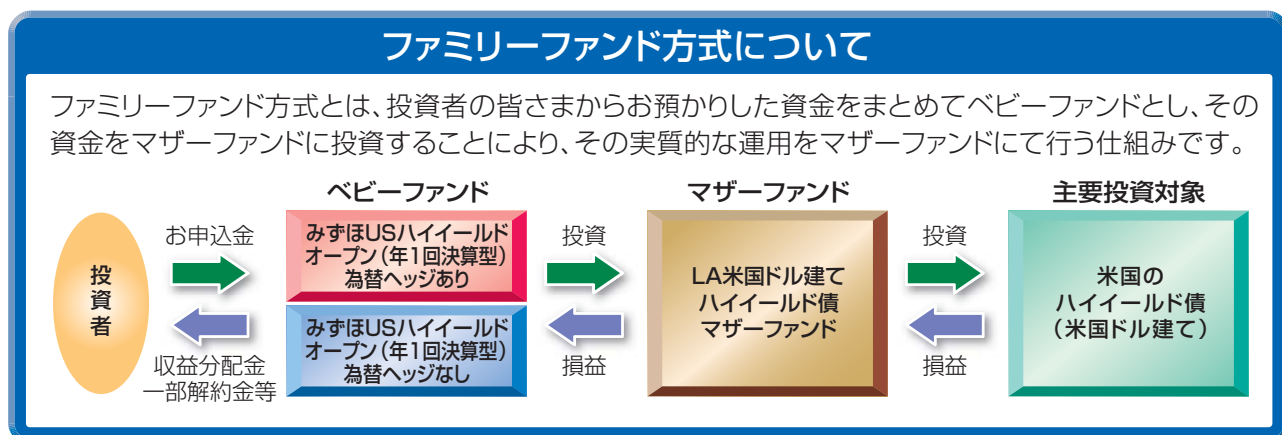 ファミリーファンド方式について
ファミリーファンド方式とは、投資者の皆さまからお預かりした資金をまとめてベビーファンドとし、その
資金をマザーファンドに投資することにより、その実質的な運用をマザーファンドにて行う仕組みです。
ベビーファンド
マザーファンド
主要投資対象
投資者
お申込金
収益分配金
一部解約金等
みずほUSハイイールド
オープン(年1回決算型)
為替ヘッジあり
みずほUSハイイールド
オープン(年1回決算型)
為替ヘッジなし
投資
損益
LA米国ドル建て
ハイイールド債
マザーファンド
投資
損益
米国の
ハイイールド債
(米国ドル建て)